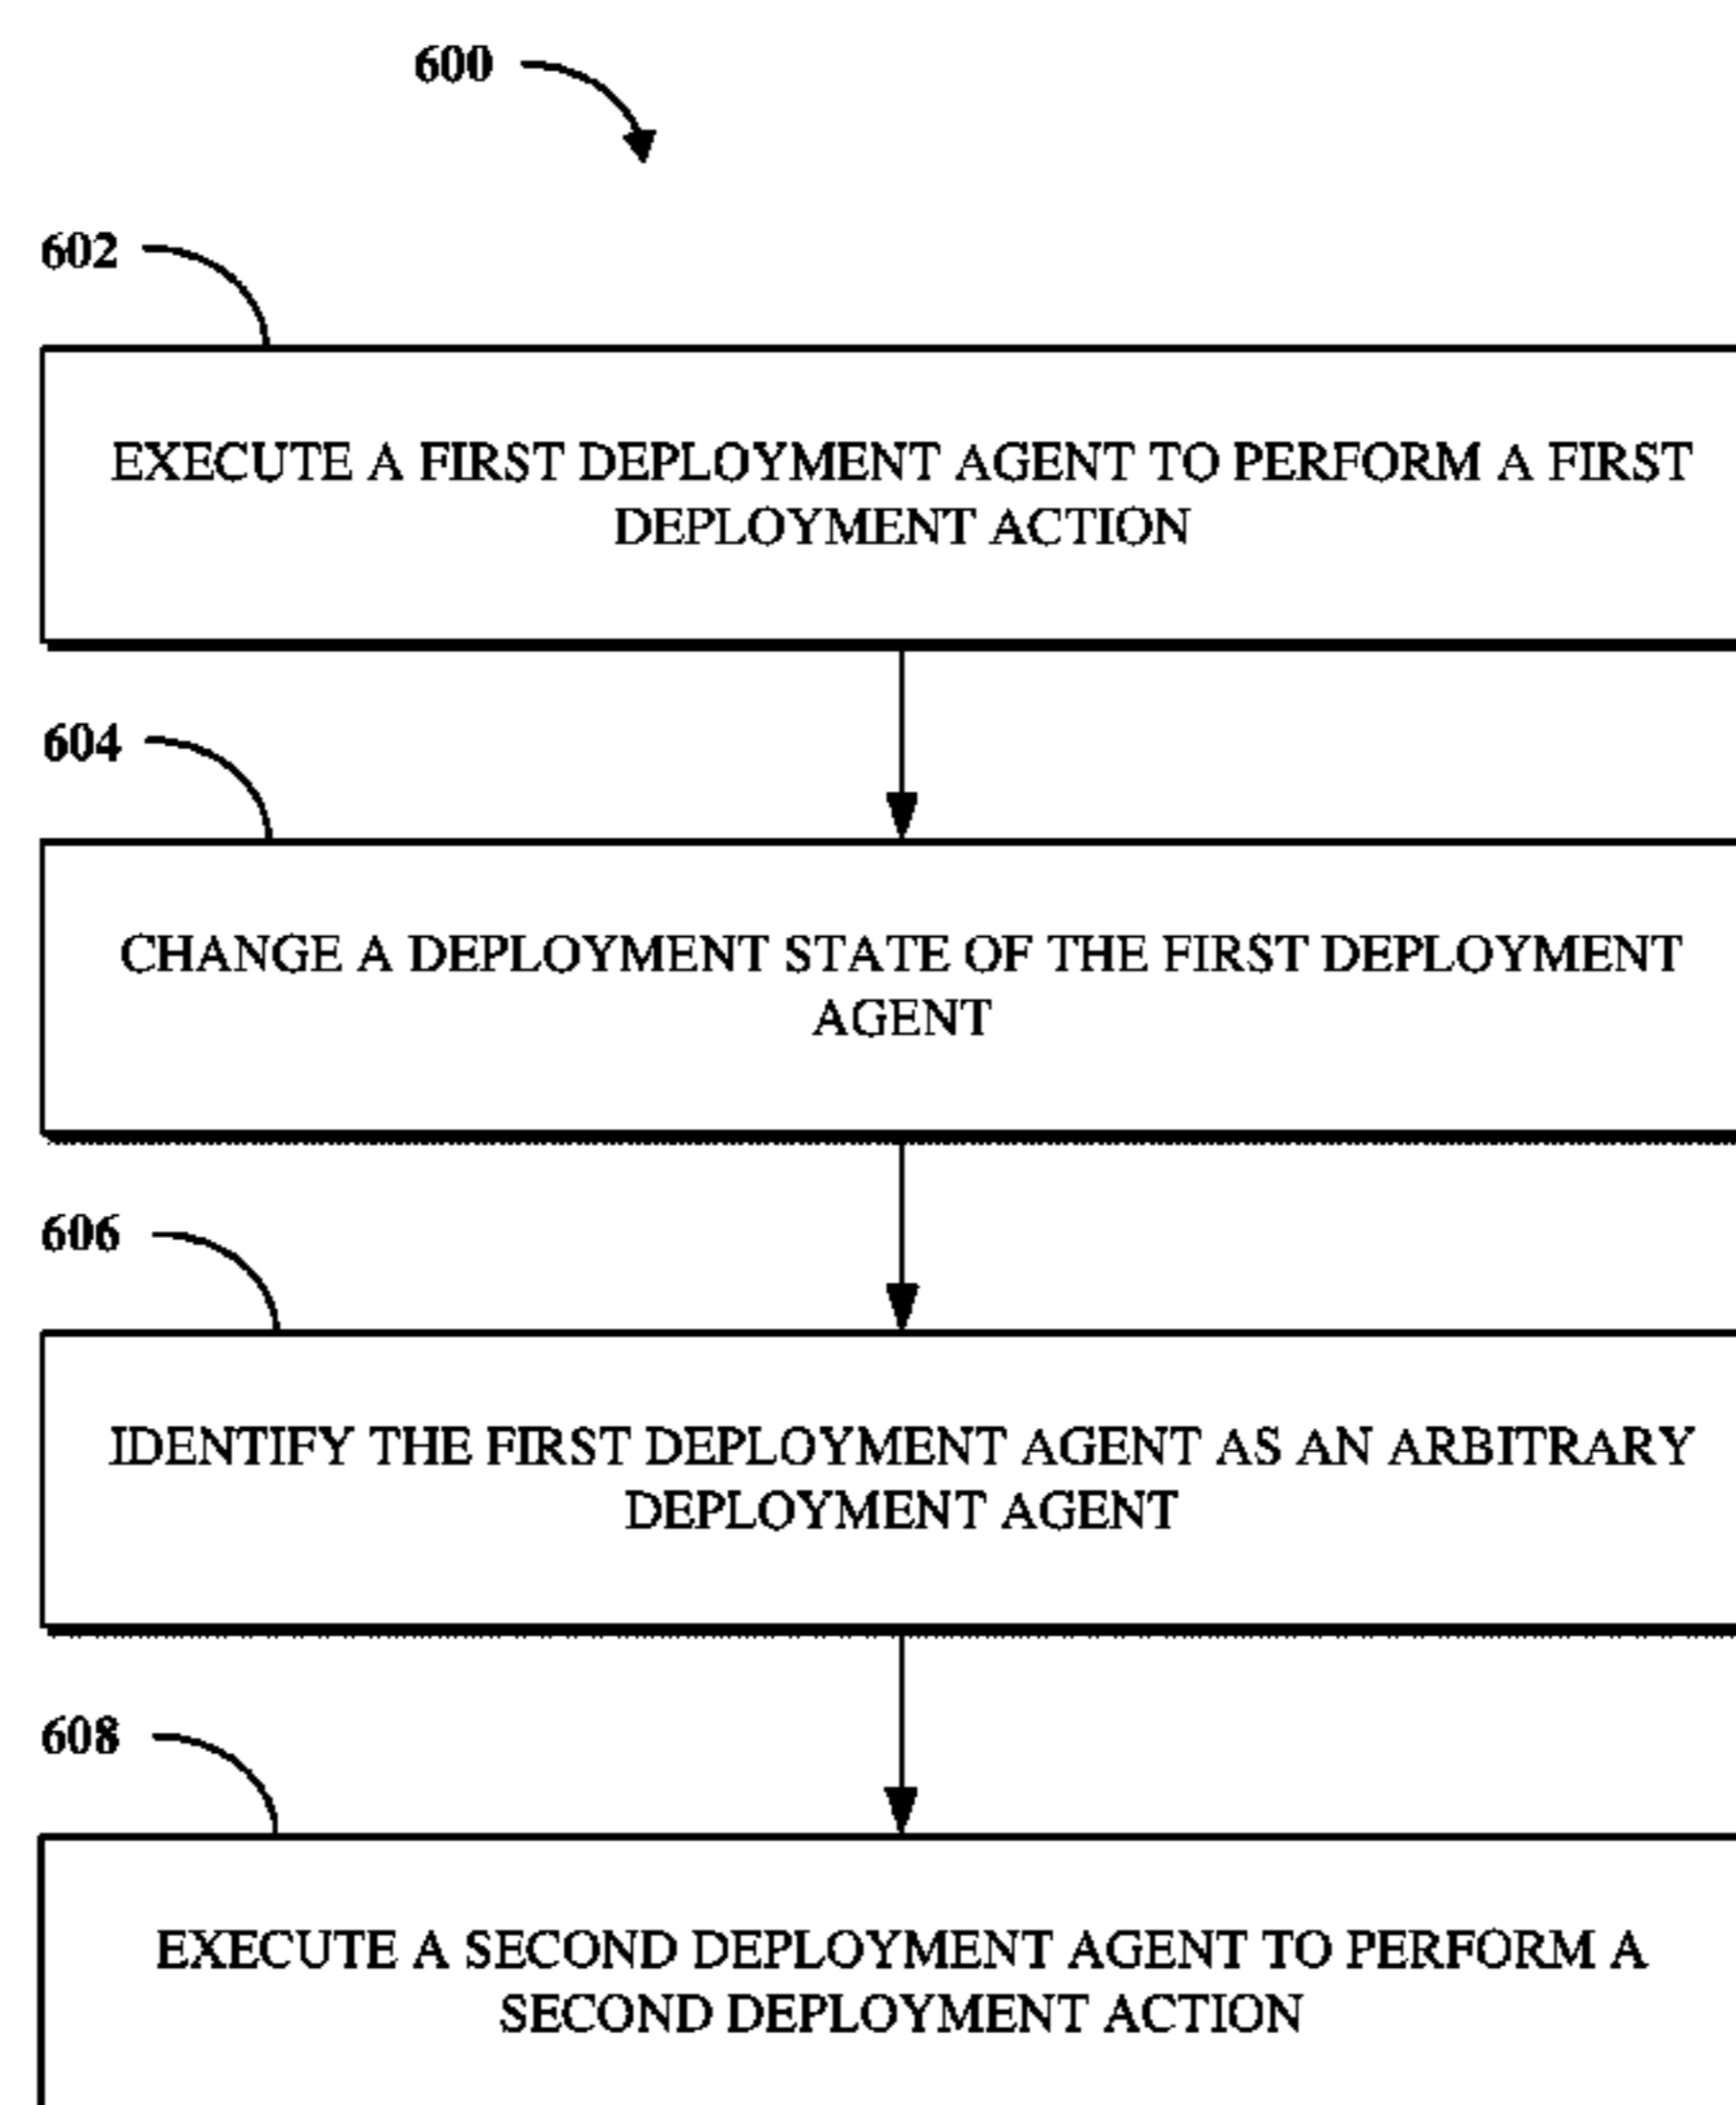 600
602
EXECUTE A FIRST DEPLOYMENT AGENT TO PERFORM A FIRST
DEPLOYMENT ACTION
604
CHANGE A DEPLOYMENT STATE OF THE FIRST DEPLOYMENT
AGENT
606
IDENTIFY THE FIRST DEPLOYMENT AGENT AS AN ARBITRARY
DEPLOYMENT AGENT
608
EXECUTE A SECOND DEPLOYMENT AGENT TO PERFORM A
SECOND DEPLOYMENT ACTION